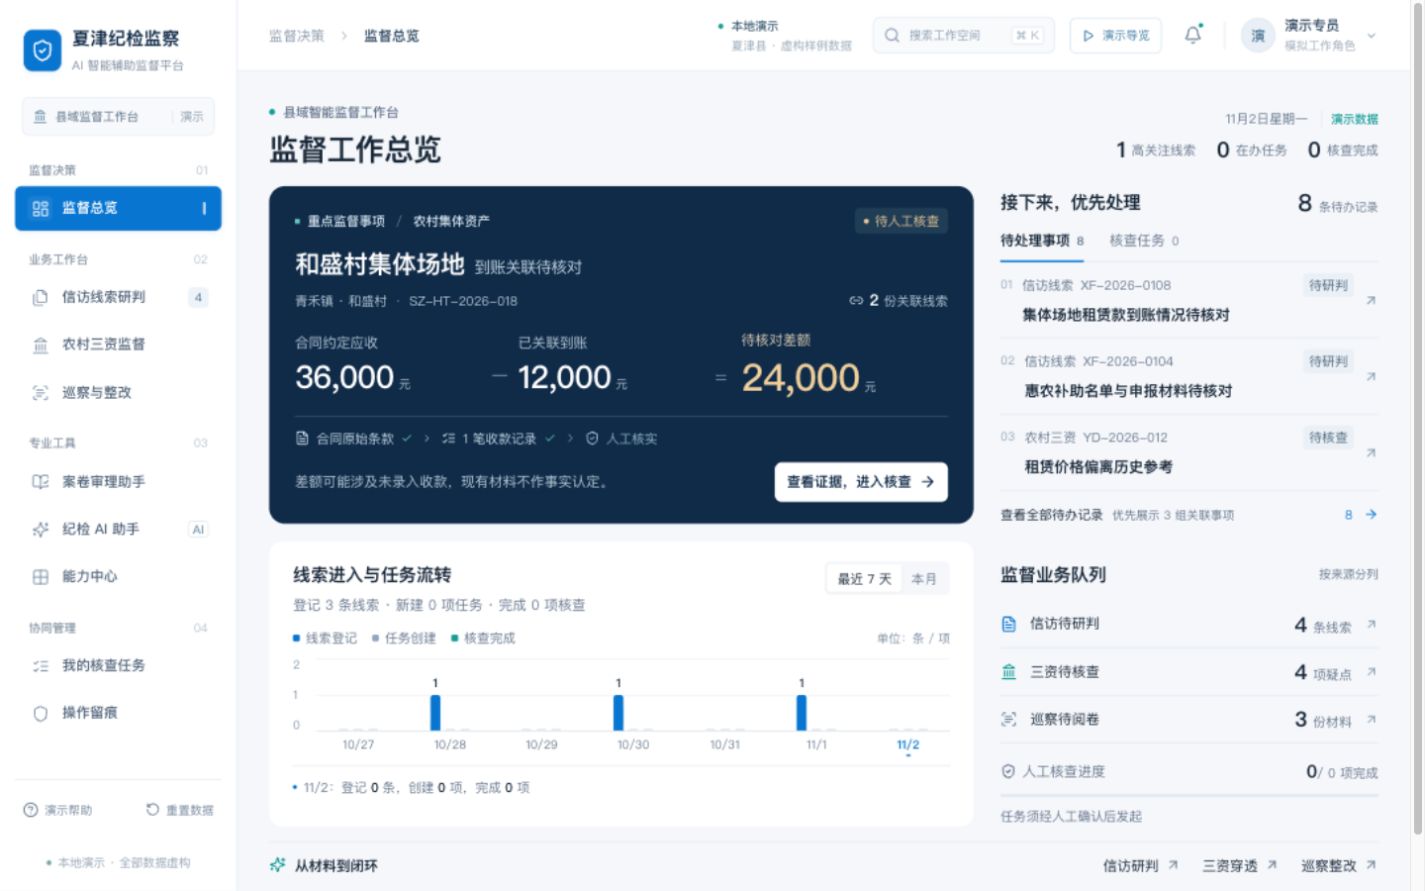 夏津纪检监察
AI 智能辅助监督平台
县域监督工作台 演示
监督决策 01
监督总览
业务工作台 02
信访线索研判 4
农村三资监督
巡察与整改
专业工具 03
案卷审理助手
纪检 AI 助手 AI
能力中心
协同管理 04
我的核查任务
操作留痕
演示帮助 重置数据
本地演示 · 全部数据虚构
监督决策 > 监督总览
本地演示
夏津县 · 虚构样例数据
搜索工作空间 ⌘ K
演示导览
演
演示专员
模拟工作角色
县域智能监督工作台
监督工作总览
11月2日星期一 演示数据
1 高关注线索 0 在办任务 0 核查完成
重点监督事项 / 农村集体资产 待人工核查
和盛村集体场地 到账关联待核对
青禾镇 · 和盛村 · SZ-HT-2026-018 2 份关联线索
合同约定应收 已关联到账 待核对差额
36,000 元 — 12,000 元 = 24,000 元
合同原始条款 ✓ > 1 笔收款记录 ✓ > 人工核实
差额可能涉及未录入收款，现有材料不作事实认定。 查看证据，进入核查 →
线索进入与任务流转 最近 7 天 本月
登记 3 条线索 · 新建 0 项任务 · 完成 0 项核查
线索登记 任务创建 核查完成 单位：条 / 项
2
1
0
1 1 1
10/27 10/28 10/29 10/30 10/31 11/1 11/2
11/2：登记 0 条，创建 0 项，完成 0 项
接下来，优先处理 8 条待办记录
待处理事项 8 核查任务 0
01 信访线索 XF-2026-0108 待研判
集体场地租赁款到账情况待核对
02 信访线索 XF-2026-0104 待研判
惠农补助名单与申报材料待核对
03 农村三资 YD-2026-012 待核查
租赁价格偏离历史参考
查看全部待办记录 优先展示 3 组关联事项 8 →
监督业务队列 按来源分列
信访待研判 4 条线索
三资待核查 4 项疑点
巡察待阅卷 3 份材料
人工核查进度 0 / 0 项完成
任务须经人工确认后发起
从材料到闭环 信访研判 三资穿透 巡察整改